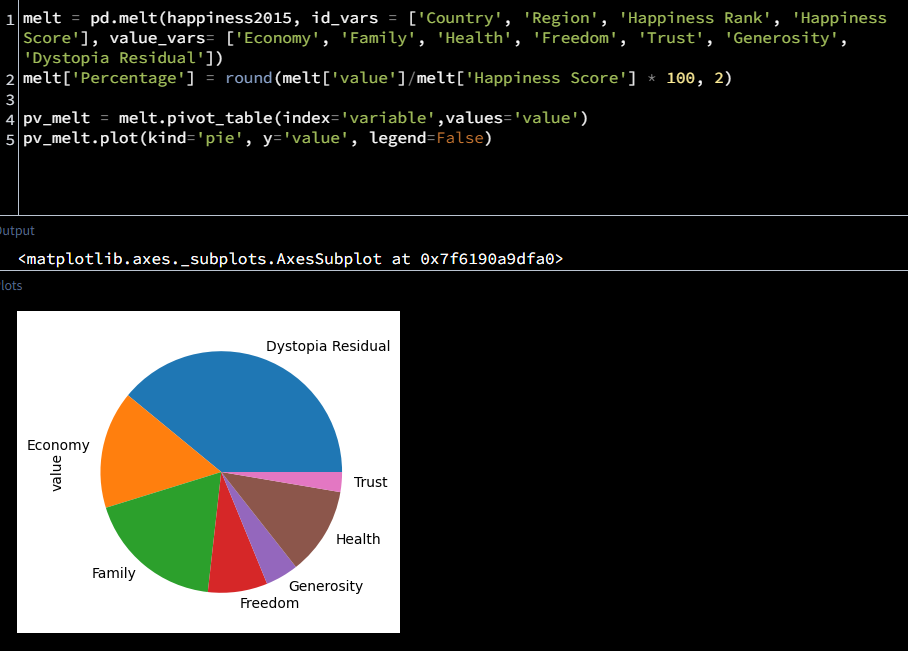 1 melt = pd.melt(happiness2015, id_vars = ['Country', 'Region', 'Happiness Rank', 'Happiness
Score'], value_vars= ['Economy', 'Family', 'Health', 'Freedom', 'Trust', 'Generosity',
'Dystopia Residual'])
2 melt['Percentage'] = round(melt['value']/melt['Happiness Score'] * 100, 2)
3
4 pv_melt = melt.pivot_table(index='variable',values='value')
5 pv_melt.plot(kind='pie', y='value', legend=False)
Output
<matplotlib.axes._subplots.AxesSubplot at 0x7f6190a9dfa0>
lots
Dystopia Residual
Economy
value
Trust
Health
Family
Generosity
Freedom